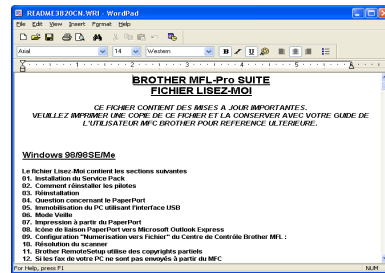 README3820CN.WRI - WordPad
File Edit View Insert Format Help
Arial 14 Western
BROTHER MFL-Pro SUITE
FICHIER LISEZ-MOI
CE FICHIER CONTIENT DES MISES A JOUR IMPORTANTES.
VEUILLEZ IMPRIMER UNE COPIE DE CE FICHIER ET LA CONSERVER AVEC VOTRE GUIDE DE
L'UTILISATEUR MFC BROTHER POUR REFERENCE ULTERIEURE.
Windows 98/98SE/Me
Le fichier Lisez-Moi contient les sections suivantes
01. Installation du Service Pack
02. Comment réinstaller les pilotes
03. Réinstallation
04. Question concernant le PaperPort
05. Immobilisation du PC utilisant l'interface USB
06. Mode Veille
07. Impression à partir du PaperPort
08. Icône de liaison PaperPort vers Microsoft Outlook Express
09. Configuration "Numerisation vers Fichier" du Centre de Contrôle Brother MFL :
10. Résolution du scanner
11. Brother RemoteSetup utilise des copyrights partiels
12. Si les fax de votre PC ne sont pas envoyés à partir du MFC
For Help, press F1
NUM